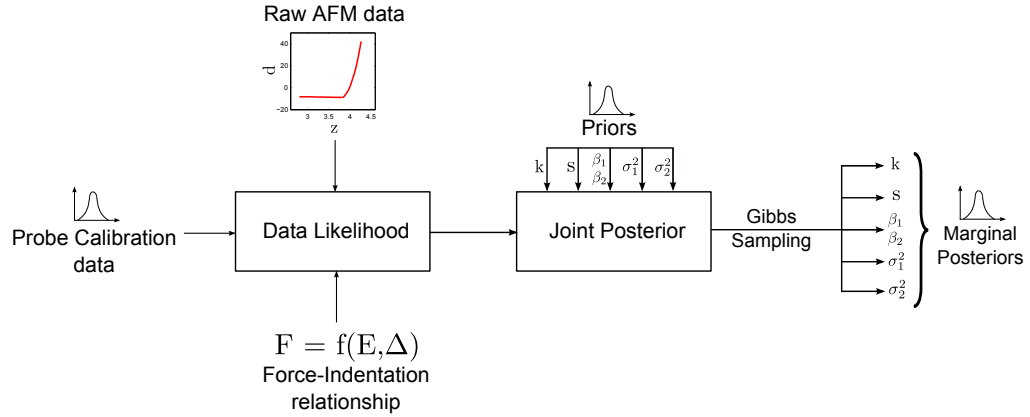 Raw AFM data
40
20
0
−20
d
3
3.5
4
4.5
z
Probe Calibration
data
Data Likelihood
F = f(E,Δ)
Force-Indentation
relationship
Priors
k
s
β₁
β₂
σ₁²
σ₂²
Joint Posterior
Gibbs
Sampling
k
s
β₁
β₂
σ₁²
σ₂²
Marginal
Posteriors